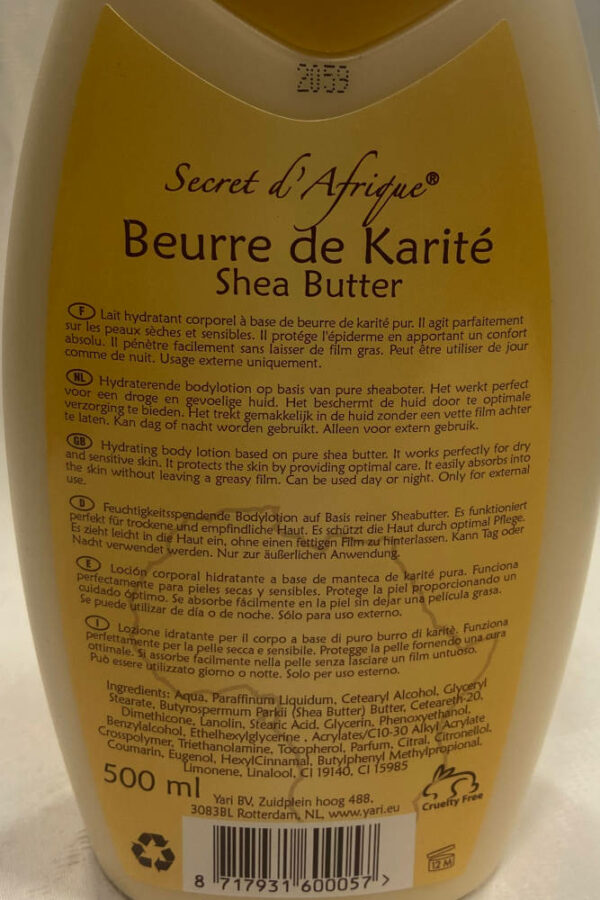 2059
Secret d'Afrique®
Beurre de Karité
Shea Butter
F Lait hydratant corporel à base de beurre de karité pur. Il agit parfaitement
sur les peaux sèches et sensibles. Il protége l'épiderme en apportant un confort
absolu. Il pénètre facilement sans laisser de film gras. Peut être utiliser de jour
comme de nuit. Usage externe uniquement.
NL Hydraterende bodylotion op basis van pure sheaboter. Het werkt perfect
voor een droge en gevoelige huid. Het beschermt de huid door te optimale
verzorging te bieden. Het trekt gemakkelijk in de huid zonder een vette film achter
te laten. Kan dag of nacht worden gebruikt. Alleen voor extern gebruik.
GB Hydrating body lotion based on pure shea butter. It works perfectly for dry
and sensitive skin. It protects the skin by providing optimal care. It easily absorbs into
the skin without leaving a greasy film. Can be used day or night. Only for external
use.
D Feuchtigkeitsspendende Bodylotion auf Basis reiner Sheabutter. Es funktioniert
perfekt für trockene und empfindliche Haut. Es schützt die Haut durch optimal Pflege.
Es zieht leicht in die Haut ein, ohne einen fettigen Film zu hinterlassen. Kann Tag oder
Nacht verwendet werden. Nur zur äußerlichen Anwendung.
E Loción corporal hidratante a base de manteca de karité pura. Funciona
perfectamente para pieles secas y sensibles. Protege la piel proporcionando un
cuidado óptimo. Se absorbe fácilmente en la piel sin dejar una película grasa.
Se puede utilizar de día o de noche. Sólo para uso externo.
I Lozione idratante per il corpo a base di puro burro di karitè. Funziona
perfettamente per la pelle secca e sensibile. Protegge la pelle fornendo una cura
ottimale. Si assorbe facilmente nella pelle senza lasciare un film untuoso.
Può essere utilizzato giorno o notte. Solo per uso esterno.
Ingredients: Aqua, Paraffinum Liquidum, Cetearyl Alcohol, Glyceryl
Stearate, Butyrospermum Parkii (Shea Butter) Butter, Ceteareth-20,
Dimethicone, Lanolin, Stearic Acid, Glycerin, Phenoxyethanol,
Benzylalcohol, Ethelhexylglycerine , Acrylates/C10-30 Alkyl Acrylate
Crosspolymer, Triethanolamine, Tocopherol, Parfum, Citral, Citronellol,
Coumarin, Eugenol, HexylCinnamal, Butylphenyl Methylpropional,
Limonene, Linalool, CI 19140, CI 15985
500 ml
Yari BV, Zuidplein hoog 488.
3083BL Rotterdam, NL, www.yari.eu
Cruelty Free
12 M
8 717931 600057 >